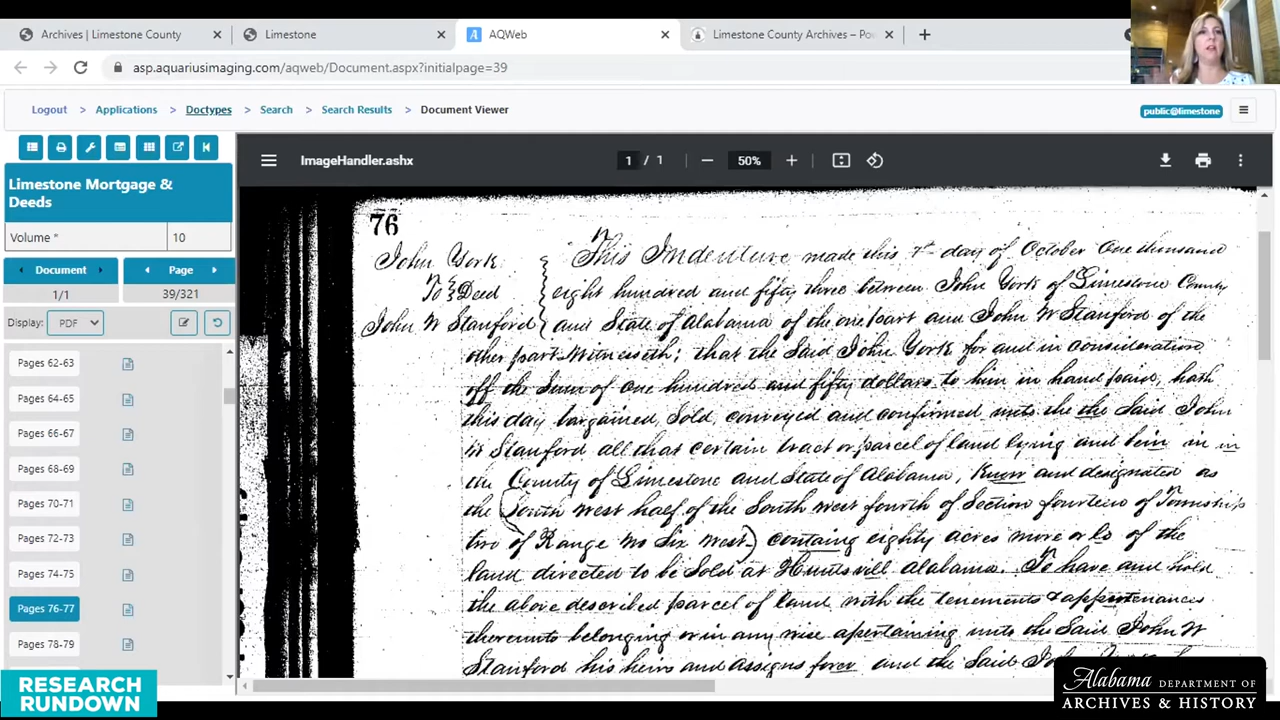 Archives | Limestone County
Limestone
AQWeb
Limestone County Archives – Po
asp.aquariusimaging.com/aqweb/Document.aspx?initialpage=39
Logout > Applications > Doctypes > Search > Search Results > Document Viewer
public@limestone
ImageHandler.ashx
1 / 1
50%
Limestone Mortgage &
Deeds
Volume *
10
Document
Page
1/1
39/321
Display:
PDF
Pages 62-63
Pages 64-65
Pages 66-67
Pages 68-69
Pages 70-71
Pages 72-73
Pages 74-75
Pages 76-77
Pages 78-79
76
John York
To Deed
John W Stanford
This Indenture made this 7th day of October One thousand
eight hundred and fifty three between John York of Limestone County
and State of Alabama of the one part and John W Stanford of the
other part Witnesseth; that the Said John York for and in consideration
off the Sum of One hundred and fifty dollars to him in hand paid, hath
this day bargained, Sold, conveyed and confirmed unto the the Said John
W Stanford all that certain tract or parcel of land lying and bein in in
the County of Limestone and State of Alabama, Know and designated as
the South West half of the South West fourth of Section fourteen of Township
two of Range No Six West) containg eighty acres more or ls of the
land directed to be Sold at Huntsvill Alabama. To have and hold
the above described parcel of land with the tenements & appertenances
thereunto belonging or in any wise apertaining unto the Said John W
Stanford his heirs and assigns forev and the Said
RESEARCH
RUNDOWN
Alabama DEPARTMENT OF
ARCHIVES & HISTORY